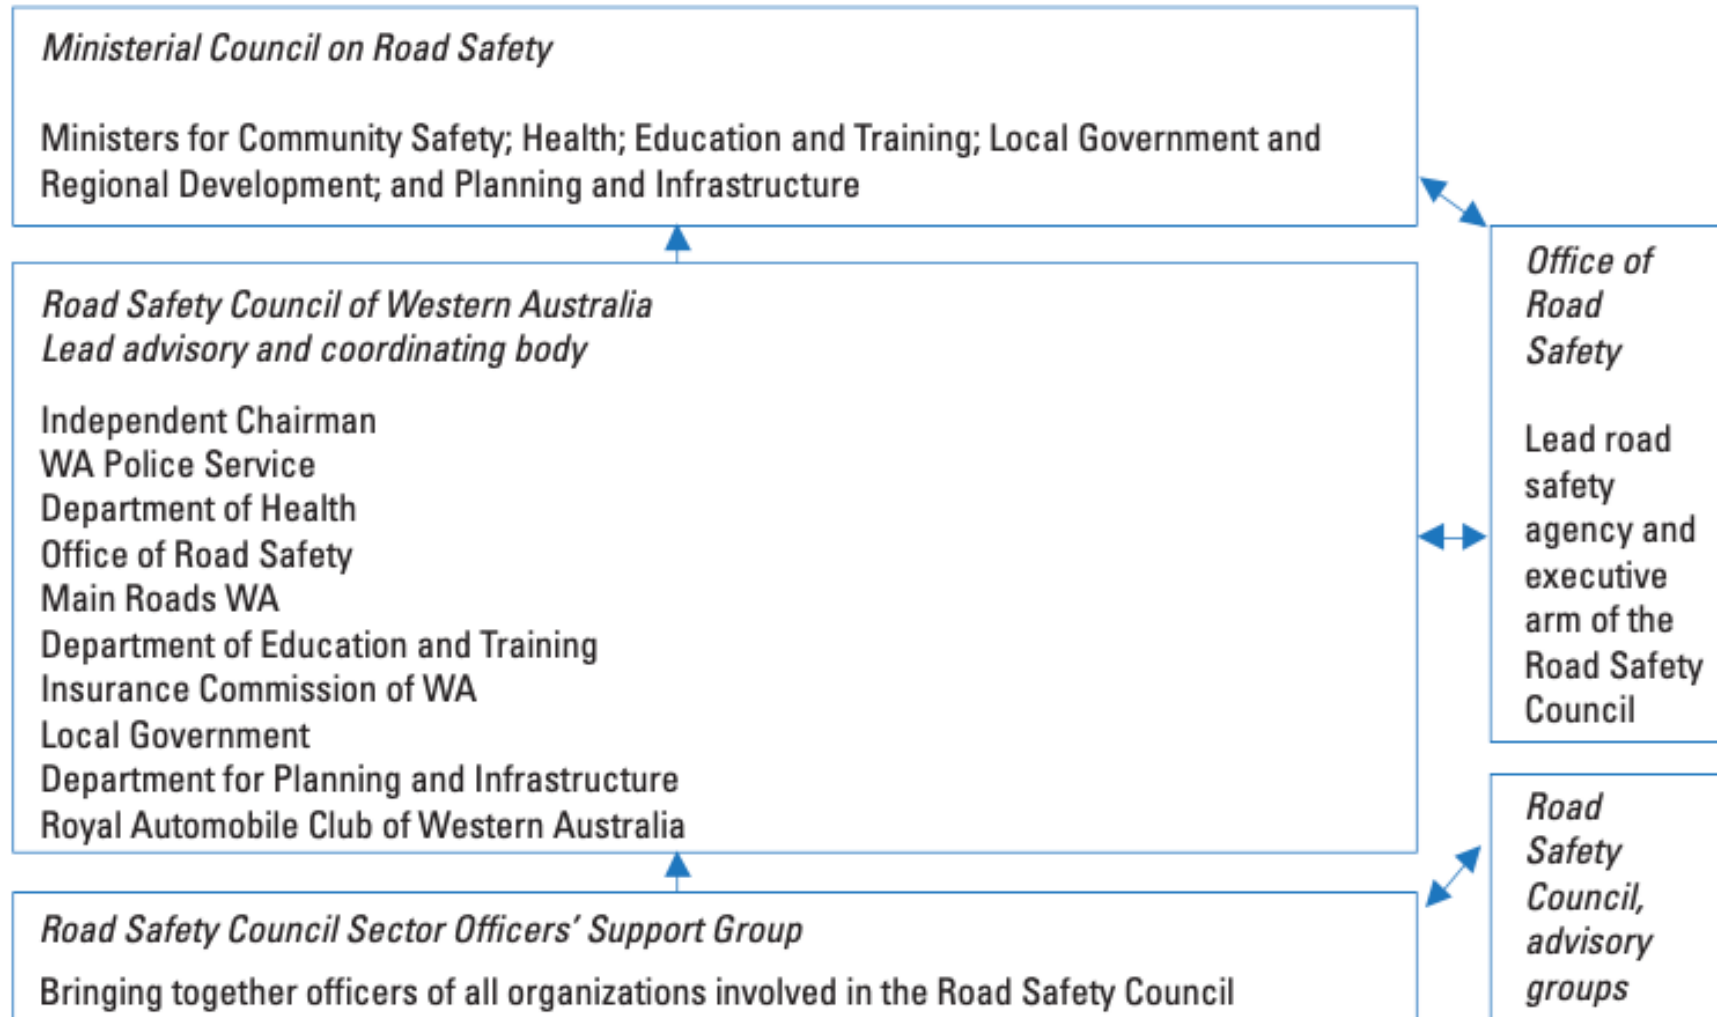 Ministerial Council on Road Safety
Ministers for Community Safety; Health; Education and Training; Local Government and
Regional Development; and Planning and Infrastructure
Road Safety Council of Western Australia
Lead advisory and coordinating body
Independent Chairman
WA Police Service
Department of Health
Office of Road Safety
Main Roads WA
Department of Education and Training
Insurance Commission of WA
Local Government
Department for Planning and Infrastructure
Royal Automobile Club of Western Australia
Road Safety Council Sector Officers' Support Group
Bringing together officers of all organizations involved in the Road Safety Council
Office of
Road
Safety
Lead road
safety
agency and
executive
arm of the
Road Safety
Council
Road
Safety
Council,
advisory
groups